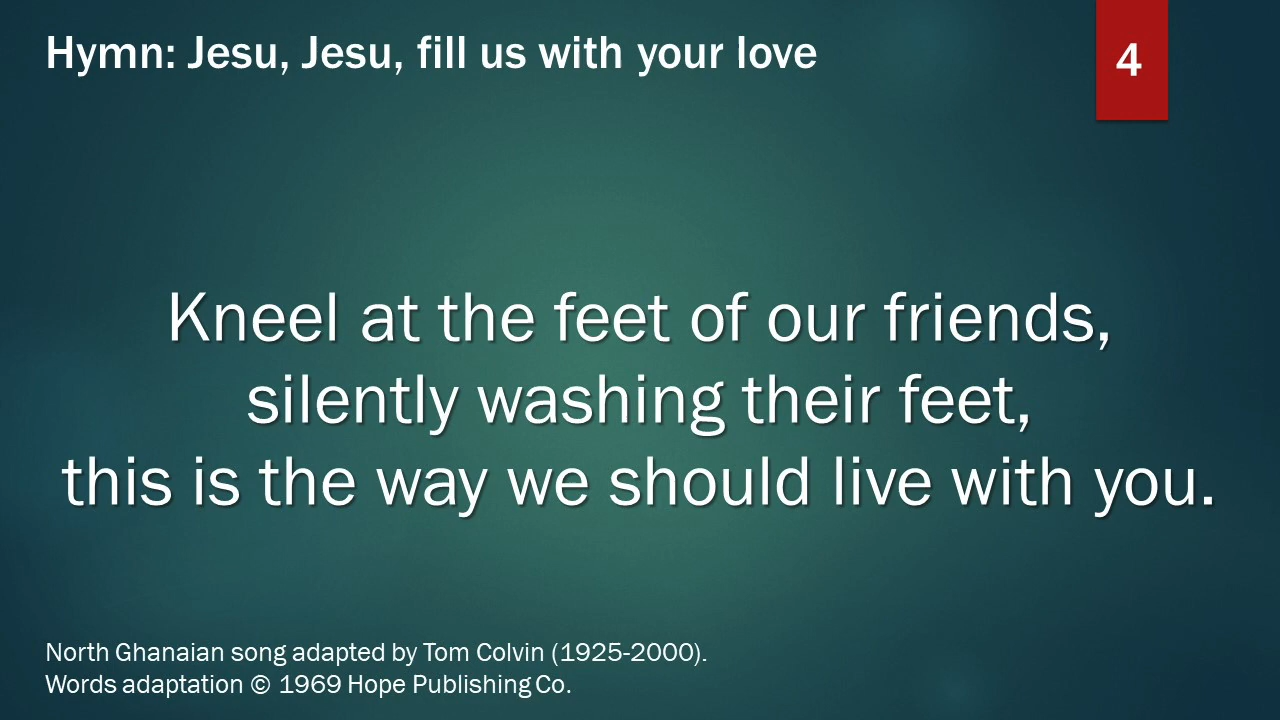 Hymn: Jesu, Jesu, fill us with your love
4
Kneel at the feet of our friends,
silently washing their feet,
this is the way we should live with you.
North Ghanaian song adapted by Tom Colvin (1925-2000).
Words adaptation © 1969 Hope Publishing Co.